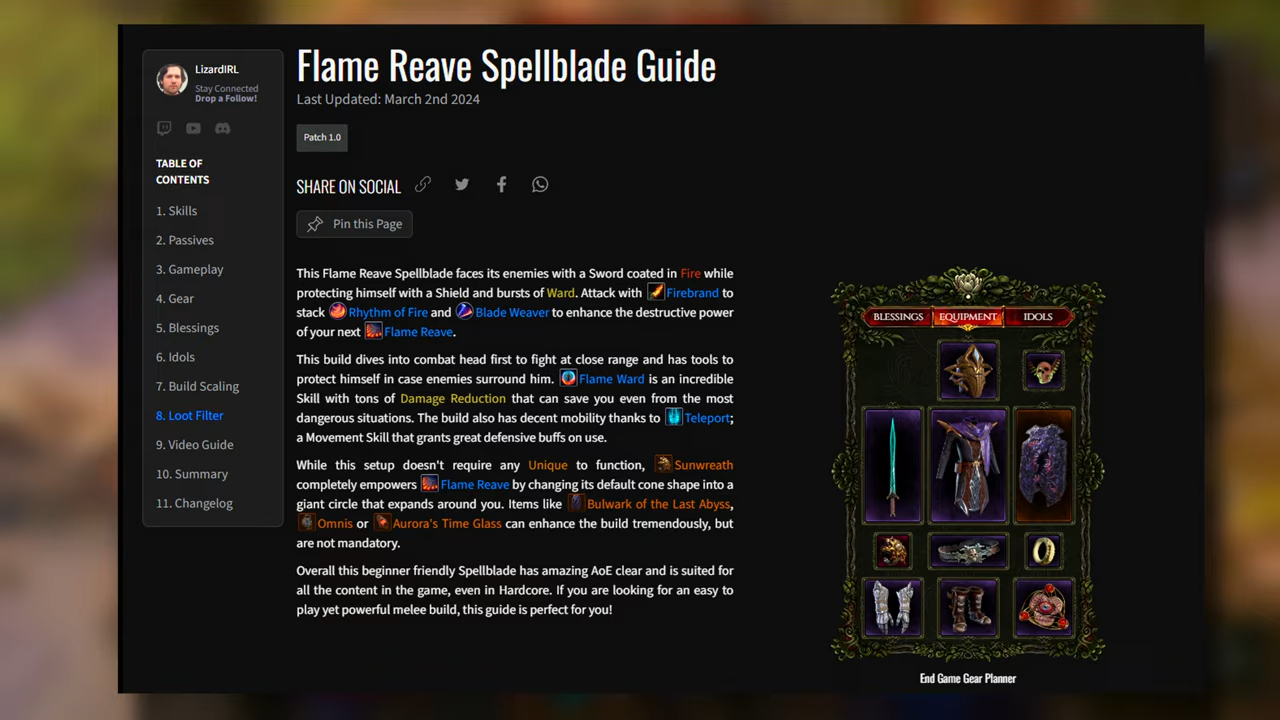 LizardIRL
Stay Connected
Drop a Follow!
TABLE OF
CONTENTS
1. Skills
2. Passives
3. Gameplay
4. Gear
5. Blessings
6. Idols
7. Build Scaling
8. Loot Filter
9. Video Guide
10. Summary
11. Changelog
Flame Reave Spellblade Guide
Last Updated: March 2nd 2024
Patch 1.0
SHARE ON SOCIAL
Pin this Page
This Flame Reave Spellblade faces its enemies with a Sword coated in Fire while
protecting himself with a Shield and bursts of Ward. Attack with Firebrand to
stack Rhythm of Fire and Blade Weaver to enhance the destructive power
of your next Flame Reave.
This build dives into combat head first to fight at close range and has tools to
protect himself in case enemies surround him. Flame Ward is an incredible
Skill with tons of Damage Reduction that can save you even from the most
dangerous situations. The build also has decent mobility thanks to Teleport;
a Movement Skill that grants great defensive buffs on use.
While this setup doesn't require any Unique to function, Sunwreath
completely empowers Flame Reave by changing its default cone shape into a
giant circle that expands around you. Items like Bulwark of the Last Abyss,
Omnis or Aurora's Time Glass can enhance the build tremendously, but
are not mandatory.
Overall this beginner friendly Spellblade has amazing AoE clear and is suited for
all the content in the game, even in Hardcore. If you are looking for an easy to
play yet powerful melee build, this guide is perfect for you!
BLESSINGS
EQUIPMENT
IDOLS
End Game Gear Planner